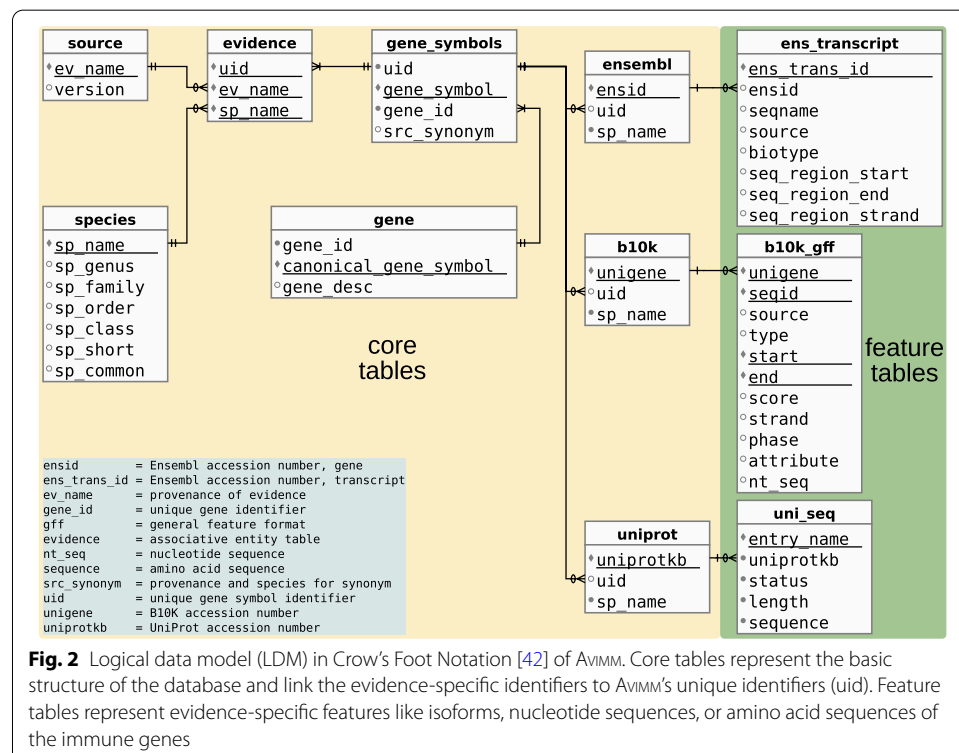 source
ev_name
version
evidence
uid
ev_name
sp_name
gene_symbols
uid
gene_symbol
gene_id
src_synonym
ensembl
ensid
uid
sp_name
ens_transcript
ens_trans_id
ensid
seqname
source
biotype
seq_region_start
seq_region_end
seq_region_strand
species
sp_name
sp_genus
sp_family
sp_order
sp_class
sp_short
sp_common
gene
gene_id
canonical_gene_symbol
gene_desc
b10k
unigene
uid
sp_name
b10k_gff
unigene
seqid
source
type
start
end
score
strand
phase
attribute
nt_seq
core
tables
feature
tables
uniprot
uniprotkb
uid
sp_name
uni_seq
entry_name
uniprotkb
status
length
sequence
ensid = Ensembl accession number, gene
ens_trans_id = Ensembl accession number, transcript
ev_name = provenance of evidence
gene_id = unique gene identifier
gff = general feature format
evidence = associative entity table
nt_seq = nucleotide sequence
sequence = amino acid sequence
src_synonym = provenance and species for synonym
uid = unique gene symbol identifier
unigene = B10K accession number
uniprotkb = UniProt accession number
Fig. 2 Logical data model (LDM) in Crow's Foot Notation [42] of AVIMM. Core tables represent the basic
structure of the database and link the evidence-specific identifiers to AVIMM's unique identifiers (uid). Feature
tables represent evidence-specific features like isoforms, nucleotide sequences, or amino acid sequences of
the immune genes